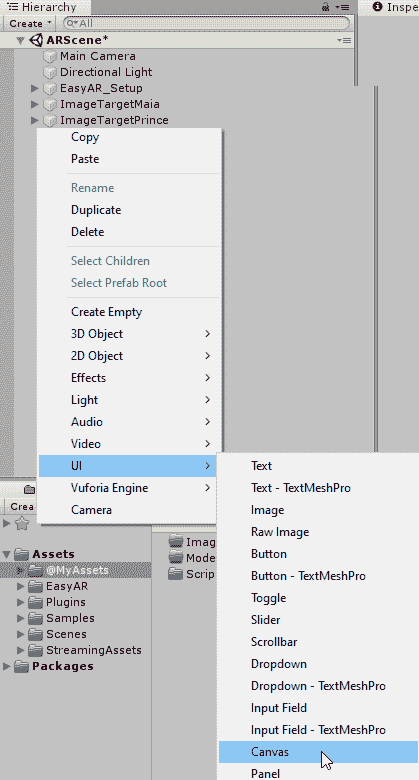 Hierarchy
Inspe
Create
All
ARScene*
Main Camera
Directional Light
EasyAR_Setup
ImageTargetMaia
ImageTargetPrince
Copy
Paste
Rename
Duplicate
Delete
Select Children
Select Prefab Root
Create Empty
3D Object
2D Object
Effects
Light
Audio
Video
UI
Vuforia Engine
Camera
Text
Text - TextMeshPro
Image
Raw Image
Button
Button - TextMeshPro
Toggle
Slider
Scrollbar
Dropdown
Dropdown - TextMeshPro
Input Field
Input Field - TextMeshPro
Canvas
Panel
Crea
Assets
@MyAssets
EasyAR
Plugins
Samples
Scenes
StreamingAssets
Packages
Imag
Mode
Scrip